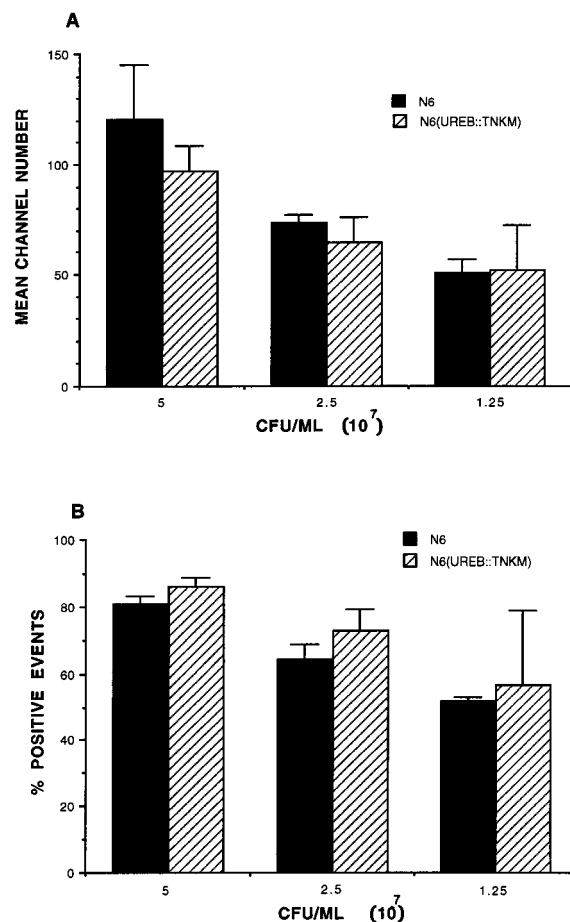 A
150
100
50
0
MEAN CHANNEL NUMBER
N6
N6(UREB::TNKM)
5
2.5
1.25
CFU/ML (10^7)
B
100
80
60
40
20
0
% POSITIVE EVENTS
N6
N6(UREB::TNKM)
5
2.5
1.25
CFU/ML (10^7)